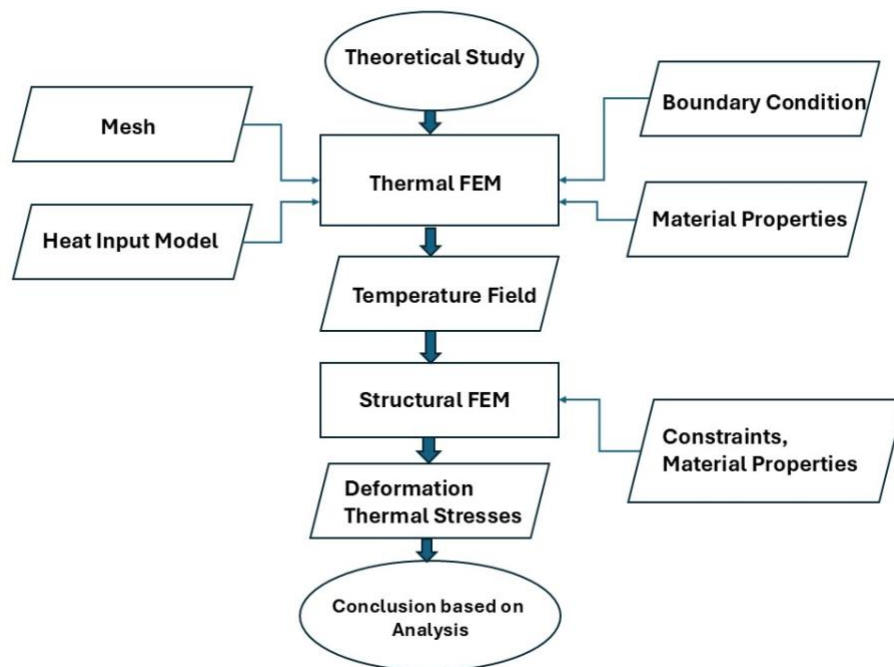 Theoretical Study
Boundary Condition
Mesh
Thermal FEM
Material Properties
Heat Input Model
Temperature Field
Structural FEM
Constraints,
Material Properties
Deformation
Thermal Stresses
Conclusion based on
Analysis